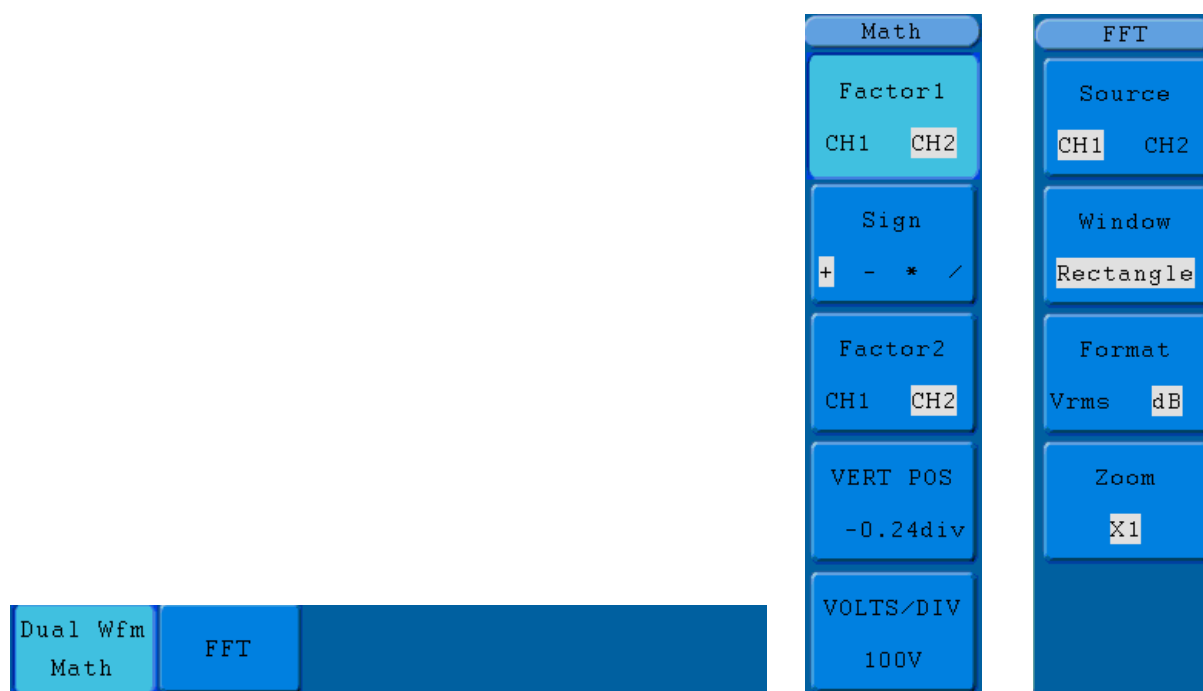 Dual Wfm
Math
FFT
Math
Factor1
CH1 CH2
Sign
+ - * /
Factor2
CH1 CH2
VERT POS
-0.24div
VOLTS/DIV
100V
FFT
Source
CH1 CH2
Window
Rectangle
Format
Vrms dB
Zoom
X1